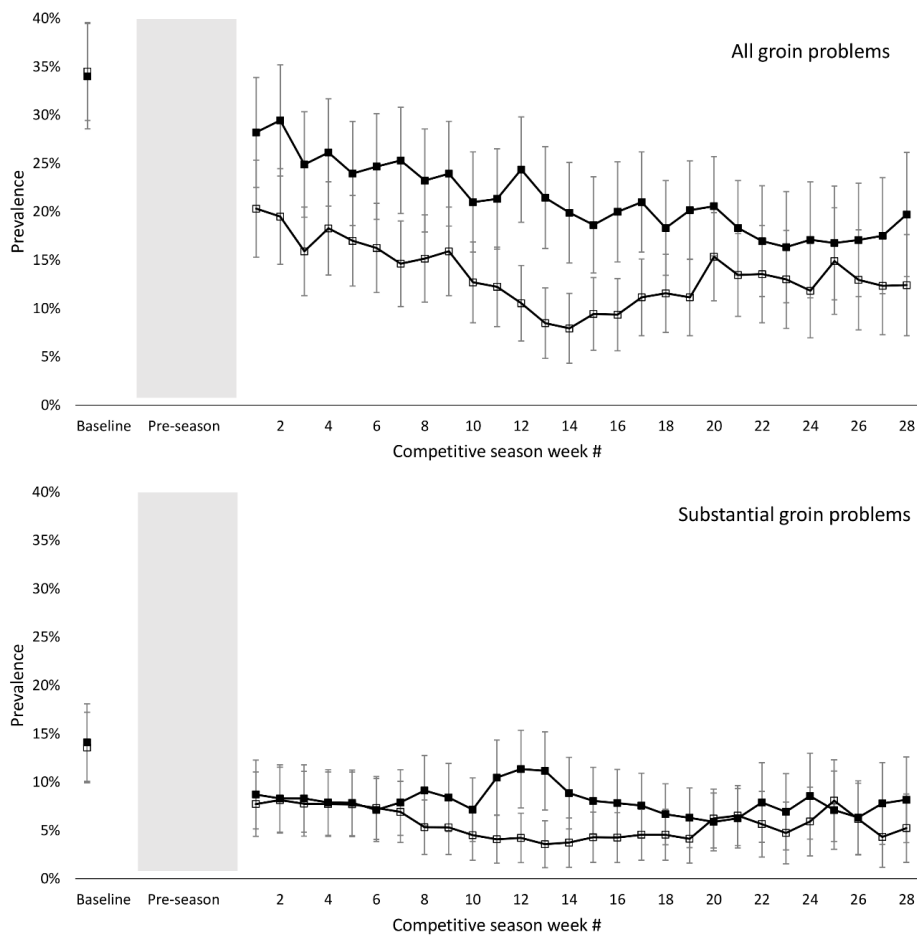 40%
35%
30%
25%
20%
15%
10%
5%
0%
Prevalence
All groin problems
Baseline Pre-season 2 4 6 8 10 12 14 16 18 20 22 24 26 28
Competitive season week #
40%
35%
30%
25%
20%
15%
10%
5%
0%
Prevalence
Substantial groin problems
Baseline Pre-season 2 4 6 8 10 12 14 16 18 20 22 24 26 28
Competitive season week #